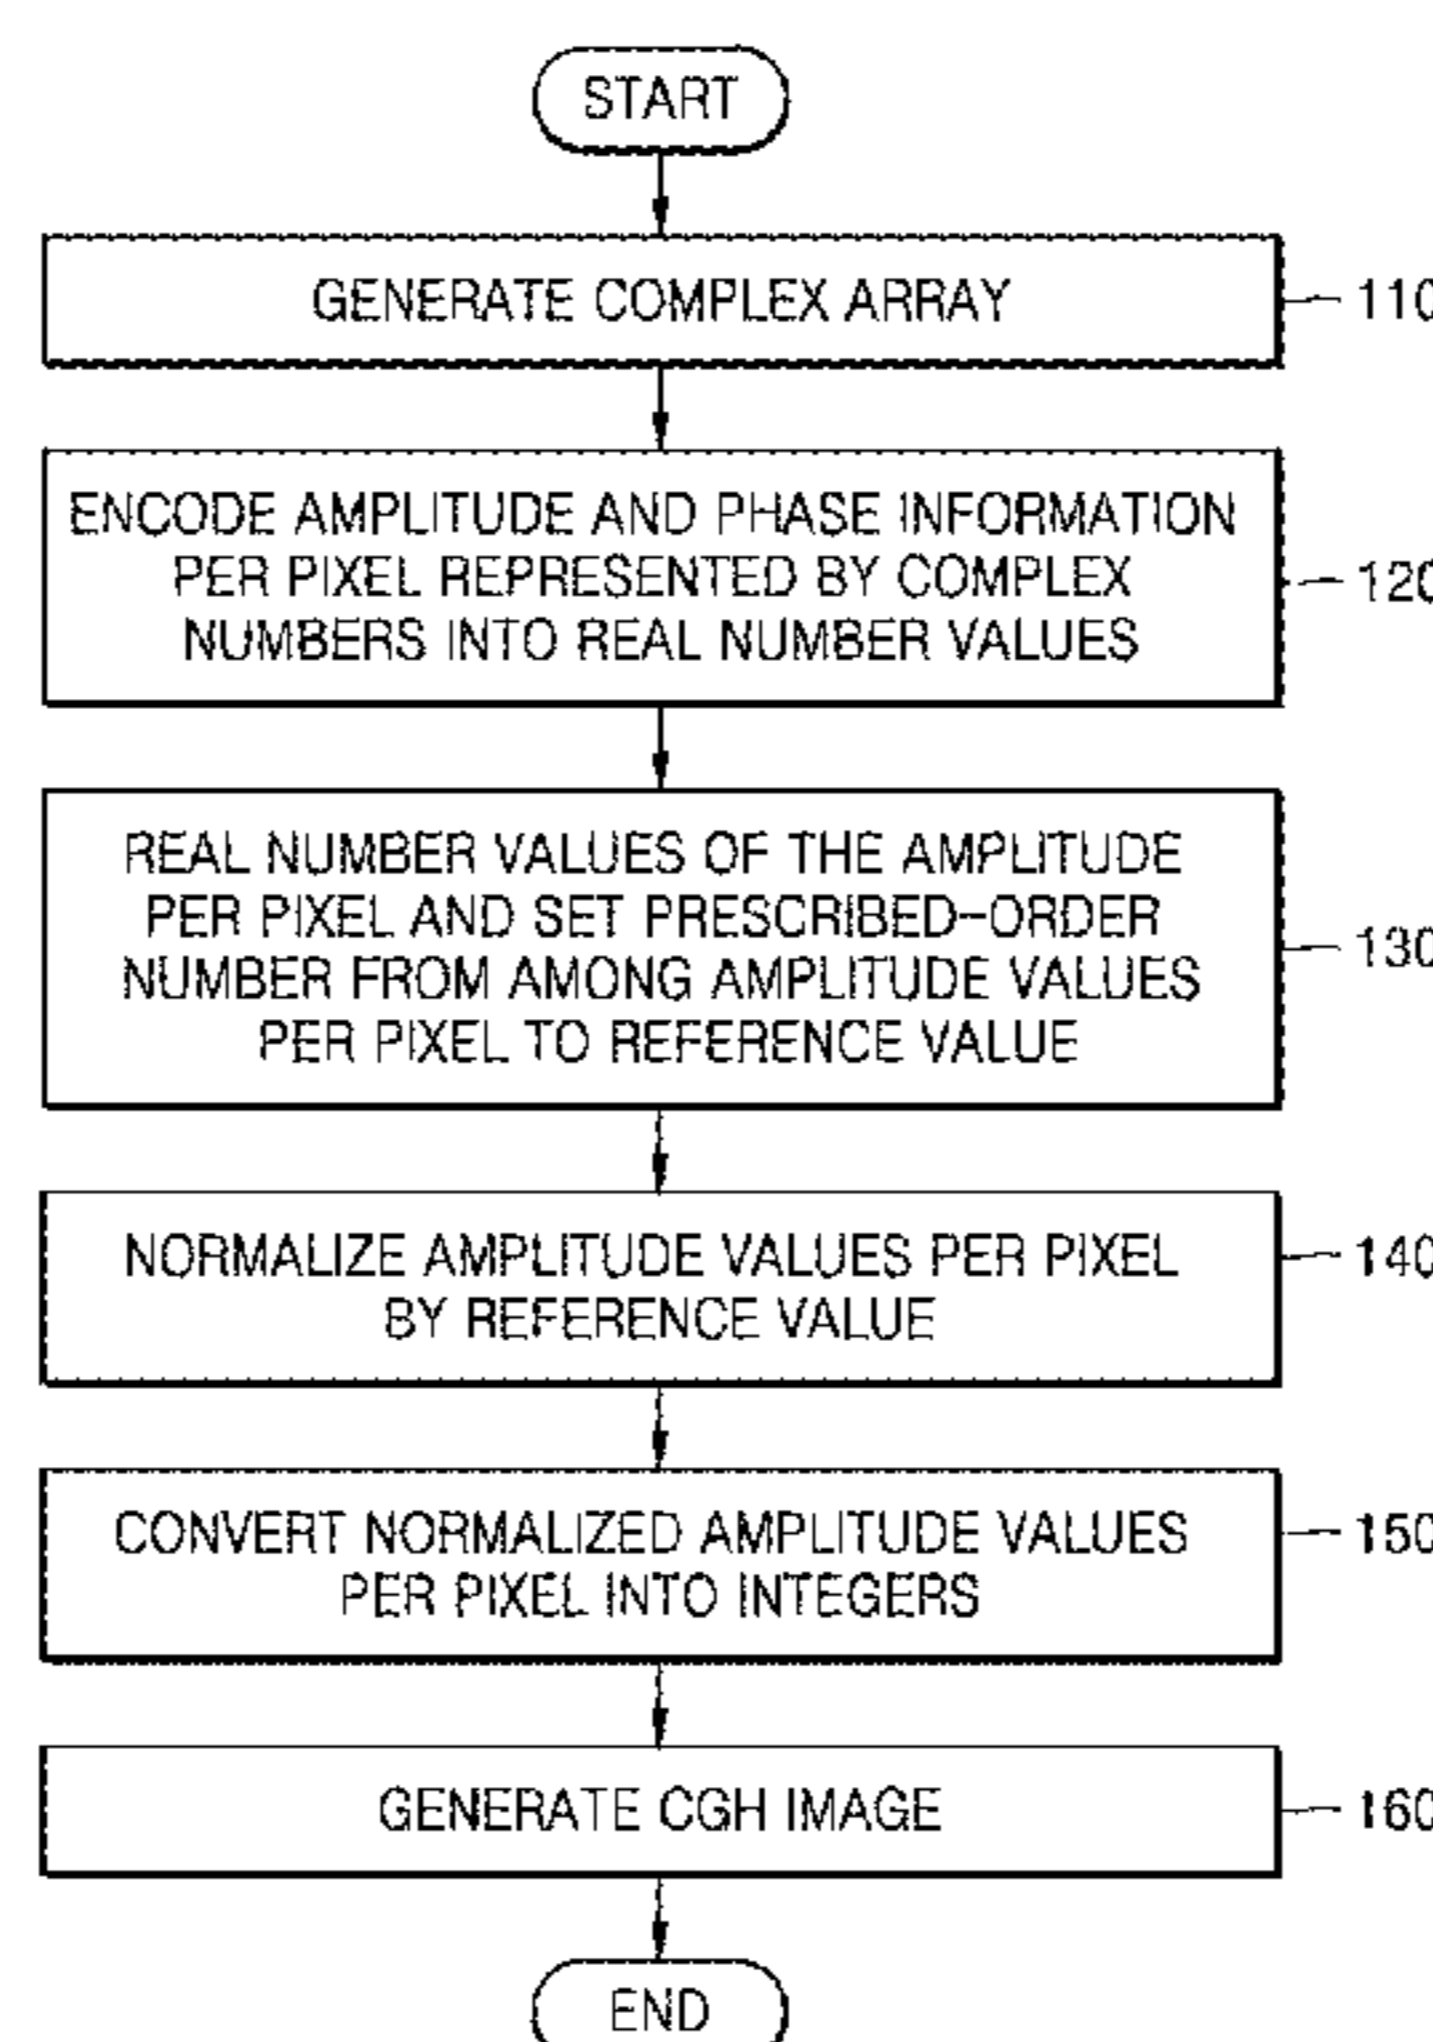 START
GENERATE COMPLEX ARRAY
110
ENCODE AMPLITUDE AND PHASE INFORMATION
PER PIXEL REPRESENTED BY COMPLEX
NUMBERS INTO REAL NUMBER VALUES
120
REAL NUMBER VALUES OF THE AMPLITUDE
PER PIXEL AND SET PRESCRIBED-ORDER
NUMBER FROM AMONG AMPLITUDE VALUES
PER PIXEL TO REFERENCE VALUE
130
NORMALIZE AMPLITUDE VALUES PER PIXEL
BY REFERENCE VALUE
140
CONVERT NORMALIZED AMPLITUDE VALUES
PER PIXEL INTO INTEGERS
150
GENERATE CGH IMAGE
160
END